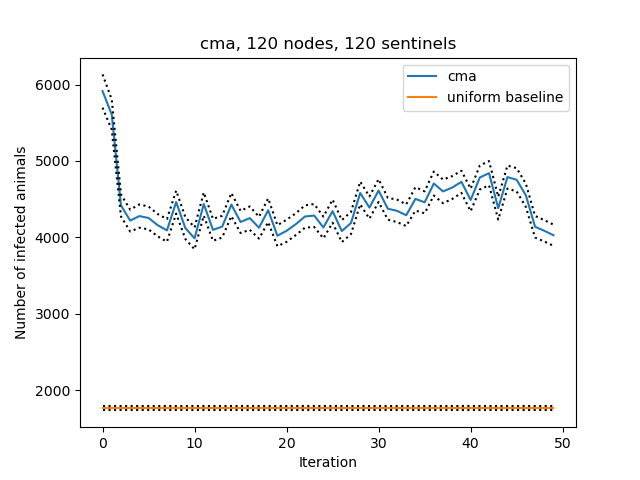 cma, 120 nodes, 120 sentinels
cma
uniform baseline
Number of infected animals
6000
5000
4000
3000
2000
0 10 20 30 40 50
Iteration